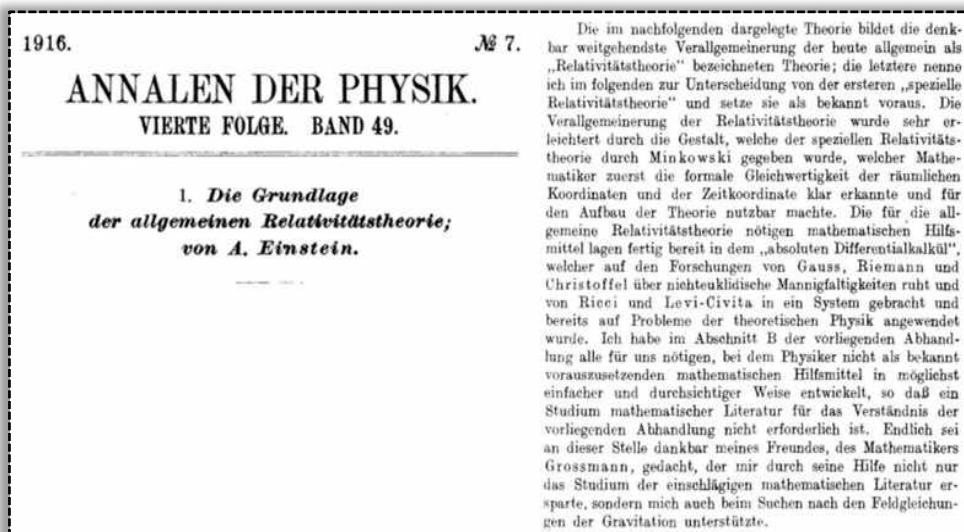 1916.
№ 7.
ANNALEN DER PHYSIK.
VIERTE FOLGE. BAND 49.
1. Die Grundlage
der allgemeinen Relativitätstheorie;
von A. Einstein.
Die im nachfolgenden dargelegte Theorie bildet die denk-
bar weitgehendste Verallgemeinerung der heute allgemein als
„Relativitätstheorie“ bezeichneten Theorie; die letztere nenne
ich im folgenden zur Unterscheidung von der ersteren „spezielle
Relativitätstheorie“ und setze sie als bekannt voraus. Die
Verallgemeinerung der Relativitätstheorie wurde sehr er-
leichtert durch die Gestalt, welche der speziellen Relativitäts-
theorie durch Minkowski gegeben wurde, welcher Mathe-
matiker zuerst die formale Gleichwertigkeit der räumlichen
Koordinaten und der Zeitkoordinate klar erkannte und für
den Aufbau der Theorie nutzbar machte. Die für die all-
gemeine Relativitätstheorie nötigen mathematischen Hilfs-
mittel lagen fertig bereit in dem „absoluten Differentialkalkül“,
welcher auf den Forschungen von Gauss, Riemann und
Christoffel über nichteuklidische Mannigfaltigkeiten ruht und
von Ricci und Levi-Civita in ein System gebracht und
bereits auf Probleme der theoretischen Physik angewendet
wurde. Ich habe im Abschnitt B der vorliegenden Abhand-
lung alle für uns nötigen, bei dem Physiker nicht als bekannt
vorauszusetzenden mathematischen Hilfsmittel in möglichst
einfacher und durchsichtiger Weise entwickelt, so daß ein
Studium mathematischer Literatur für das Verständnis der
vorliegenden Abhandlung nicht erforderlich ist. Endlich sei
an dieser Stelle dankbar meines Freundes, des Mathematikers
Grossmann, gedacht, der mir durch seine Hilfe nicht nur
das Studium der einschlägigen mathematischen Literatur er-
sparte, sondern mich auch beim Suchen nach den Feldgleichun-
gen der Gravitation unterstützte.